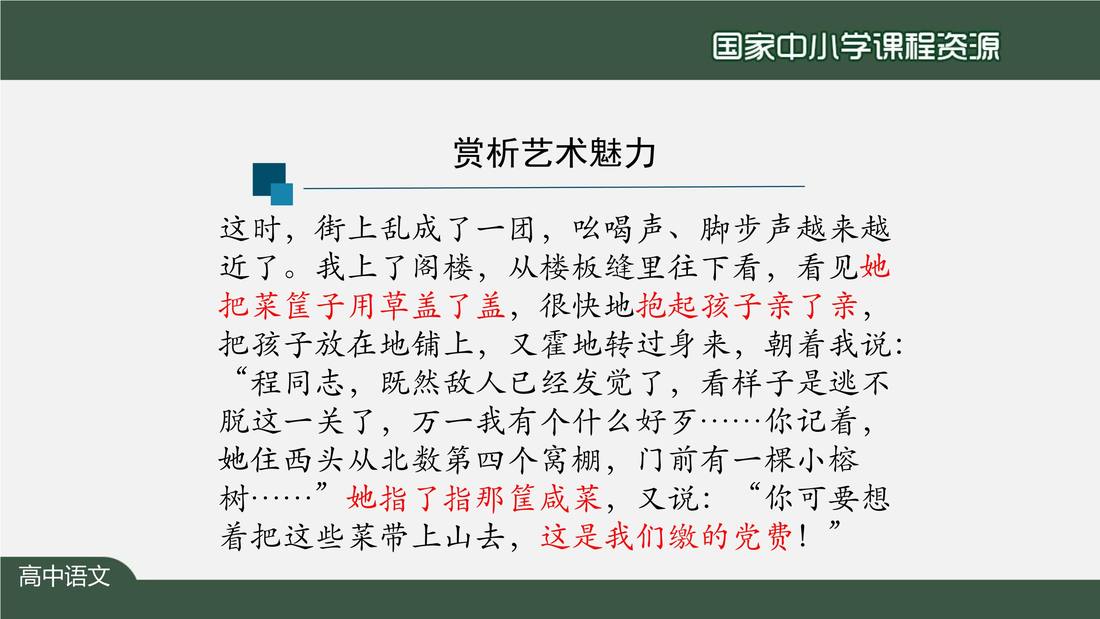 国家中小学课程资源
赏析艺术魅力
这时，街上乱成了一团，吆喝声、脚步声越来越
近了。我上了阁楼，从楼板缝里往下看，看见她
把菜筐子用草盖了盖，很快地抱起孩子亲了亲，
把孩子放在地铺上，又霍地转过身来，朝着我说：
“程同志，既然敌人已经发觉了，看样子是逃不
脱这一关了，万一我有个什么好歹……你记着，
她住西头从北数第四个窝棚，门前有一棵小榕
树……”她指了指那筐咸菜，又说：“你可要想
着把这些菜带上山去，这是我们缴的党费！”
高中语文